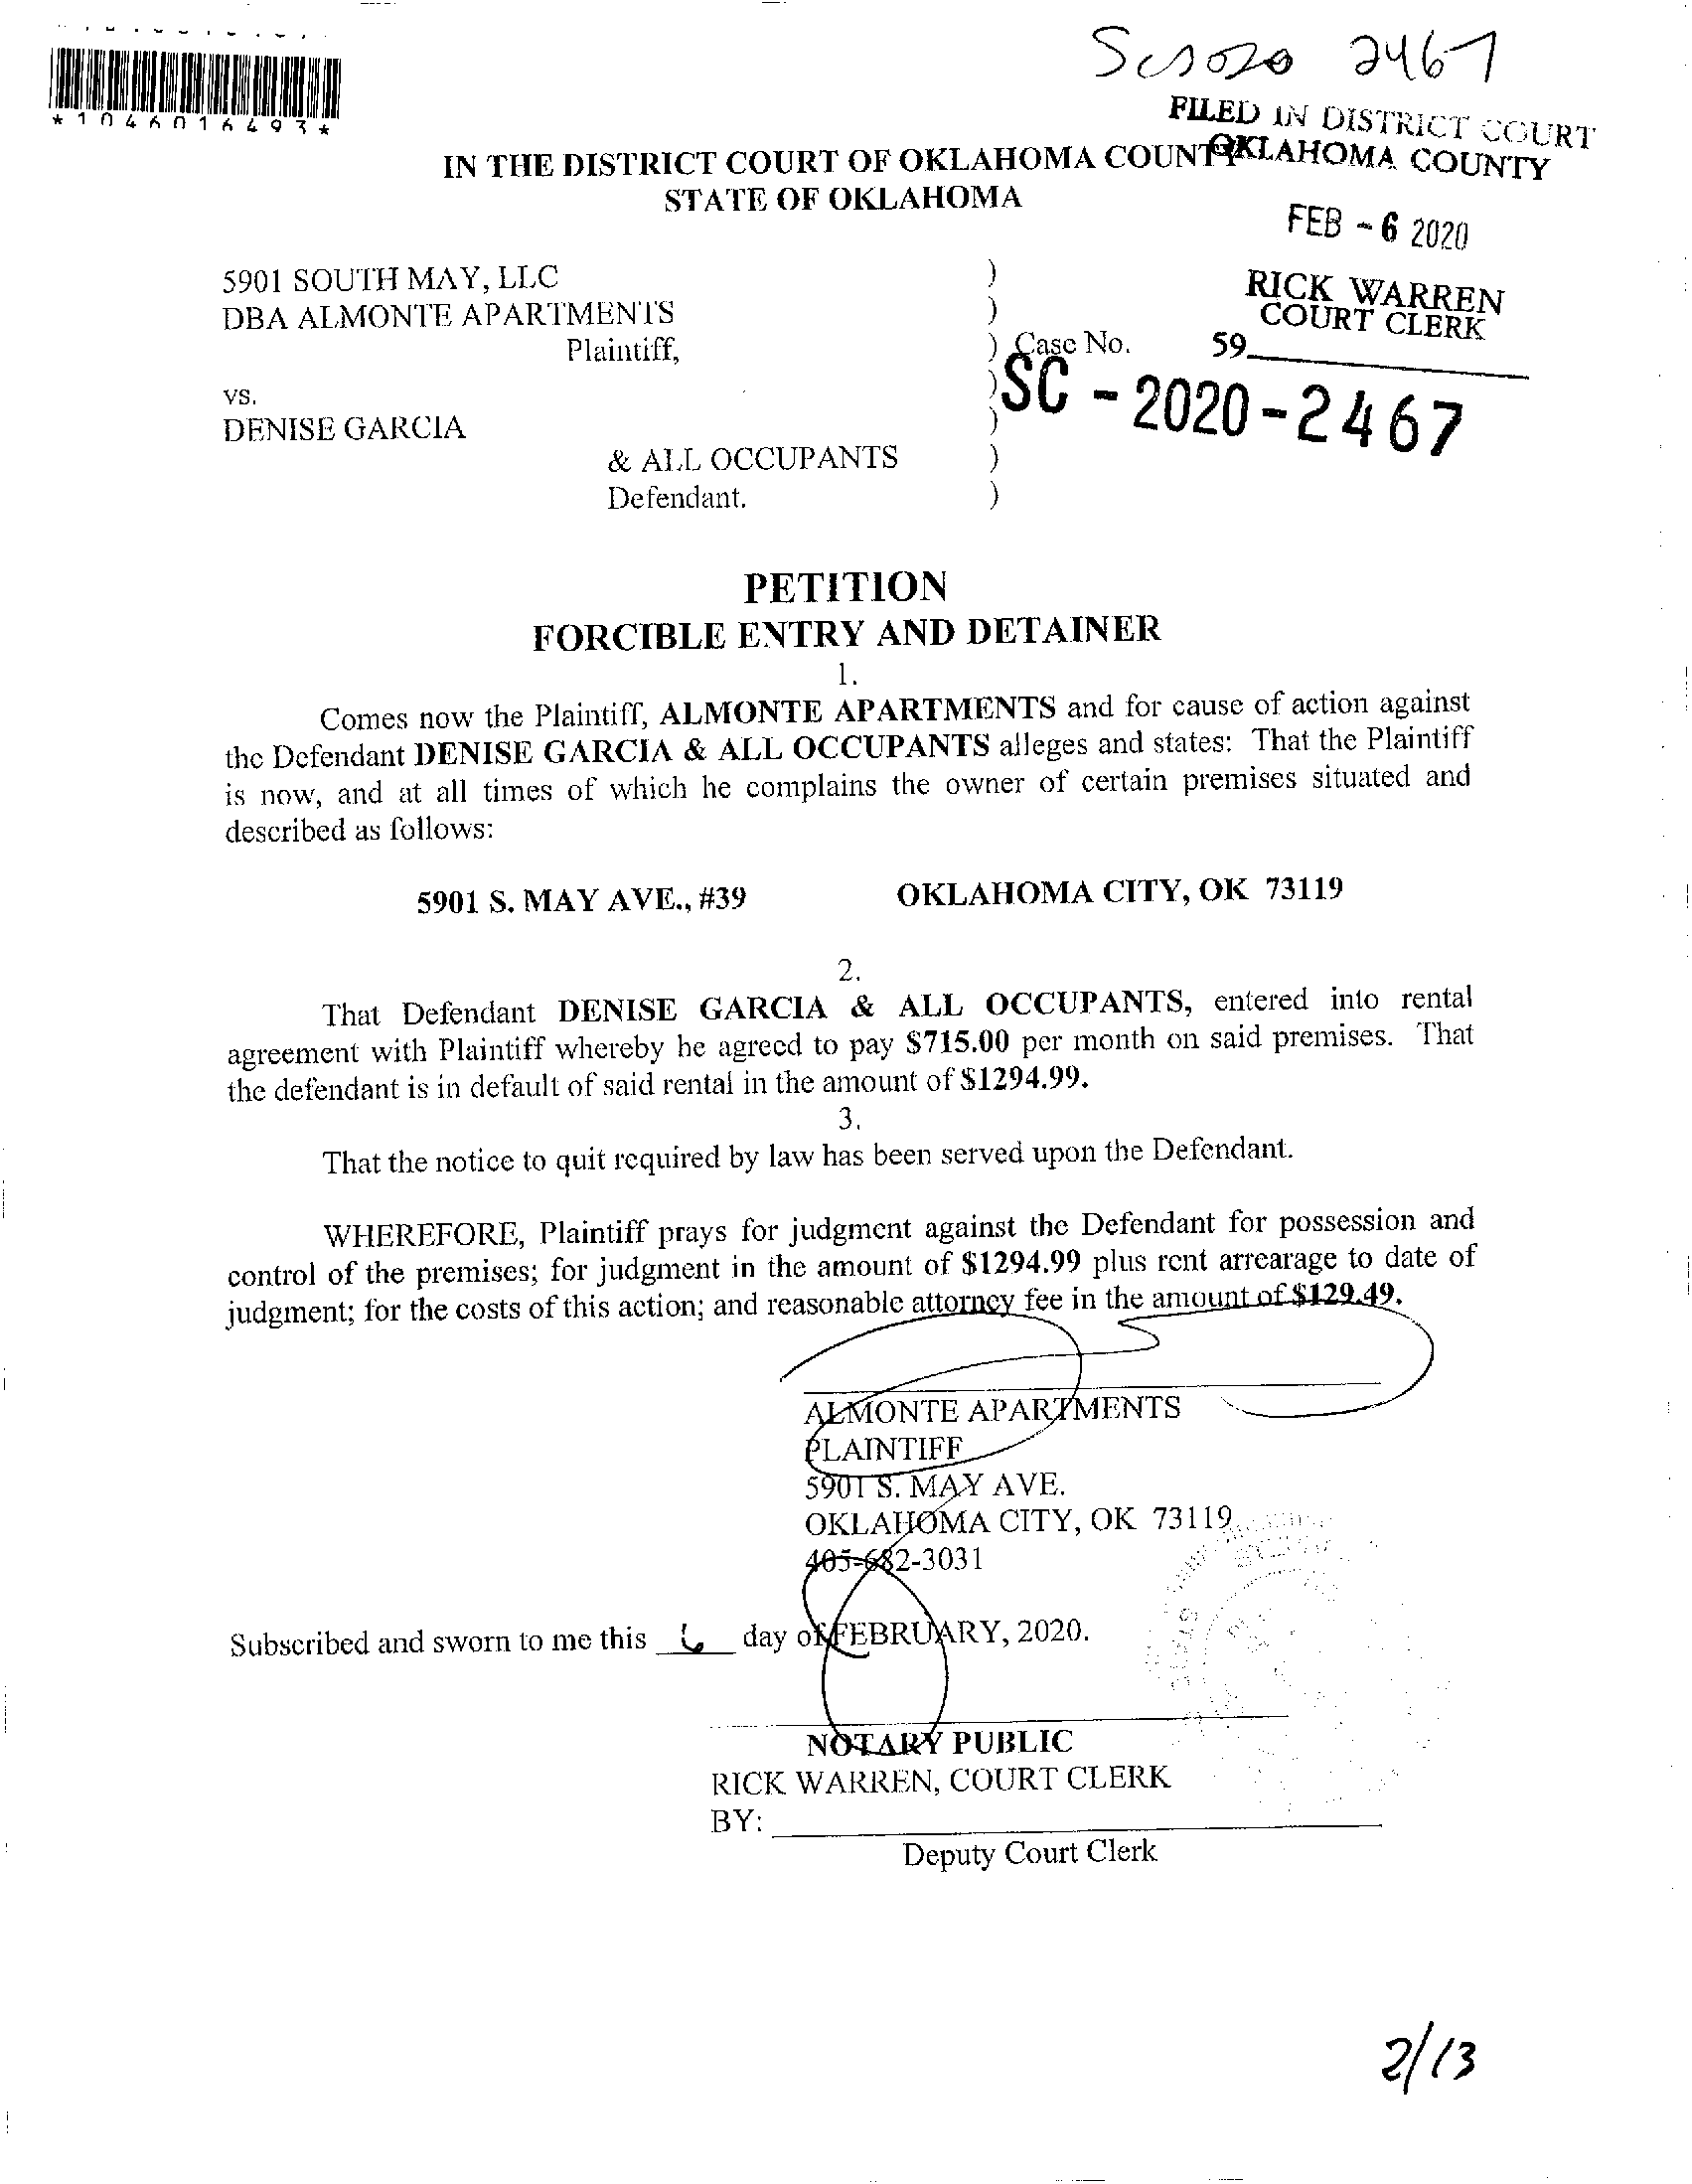 SC2020 2467
*1046016493*
FILED IN DISTRICT COURT
OKLAHOMA COUNTY
IN THE DISTRICT COURT OF OKLAHOMA COUNTY
STATE OF OKLAHOMA
FEB - 6 2020
RICK WARREN
COURT CLERK
59
5901 SOUTH MAY, LLC )
DBA ALMONTE APARTMENTS )
Plaintiff, ) Case No.
SC - 2020 - 2467
vs. )
DENISE GARCIA )
& ALL OCCUPANTS )
Defendant. )
PETITION
FORCIBLE ENTRY AND DETAINER
1.
Comes now the Plaintiff, ALMONTE APARTMENTS and for cause of action against
the Defendant DENISE GARCIA & ALL OCCUPANTS alleges and states: That the Plaintiff
is now, and at all times of which he complains the owner of certain premises situated and
described as follows:
5901 S. MAY AVE., #39 OKLAHOMA CITY, OK 73119
2.
That Defendant DENISE GARCIA & ALL OCCUPANTS, entered into rental
agreement with Plaintiff whereby he agreed to pay $715.00 per month on said premises. That
the defendant is in default of said rental in the amount of $1294.99.
3.
That the notice to quit required by law has been served upon the Defendant.
WHEREFORE, Plaintiff prays for judgment against the Defendant for possession and
control of the premises; for judgment in the amount of $1294.99 plus rent arrearage to date of
judgment; for the costs of this action; and reasonable attorney fee in the amount of $129.49.
ALMONTE APARTMENTS
PLAINTIFF
5901 S. MAY AVE.
OKLAHOMA CITY, OK 73119
405-682-3031
Subscribed and sworn to me this 6 day of FEBRUARY, 2020.
NOTARY PUBLIC
RICK WARREN, COURT CLERK
BY:
Deputy Court Clerk
2/13